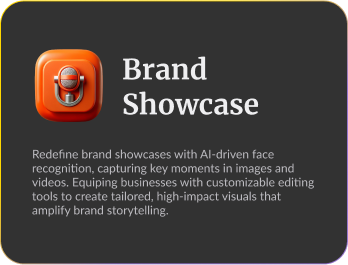 Brand
Showcase
Redefine brand showcases with AI-driven face
recognition, capturing key moments in images and
videos. Equiping businesses with customizable editing
tools to create tailored, high-impact visuals that
amplify brand storytelling.